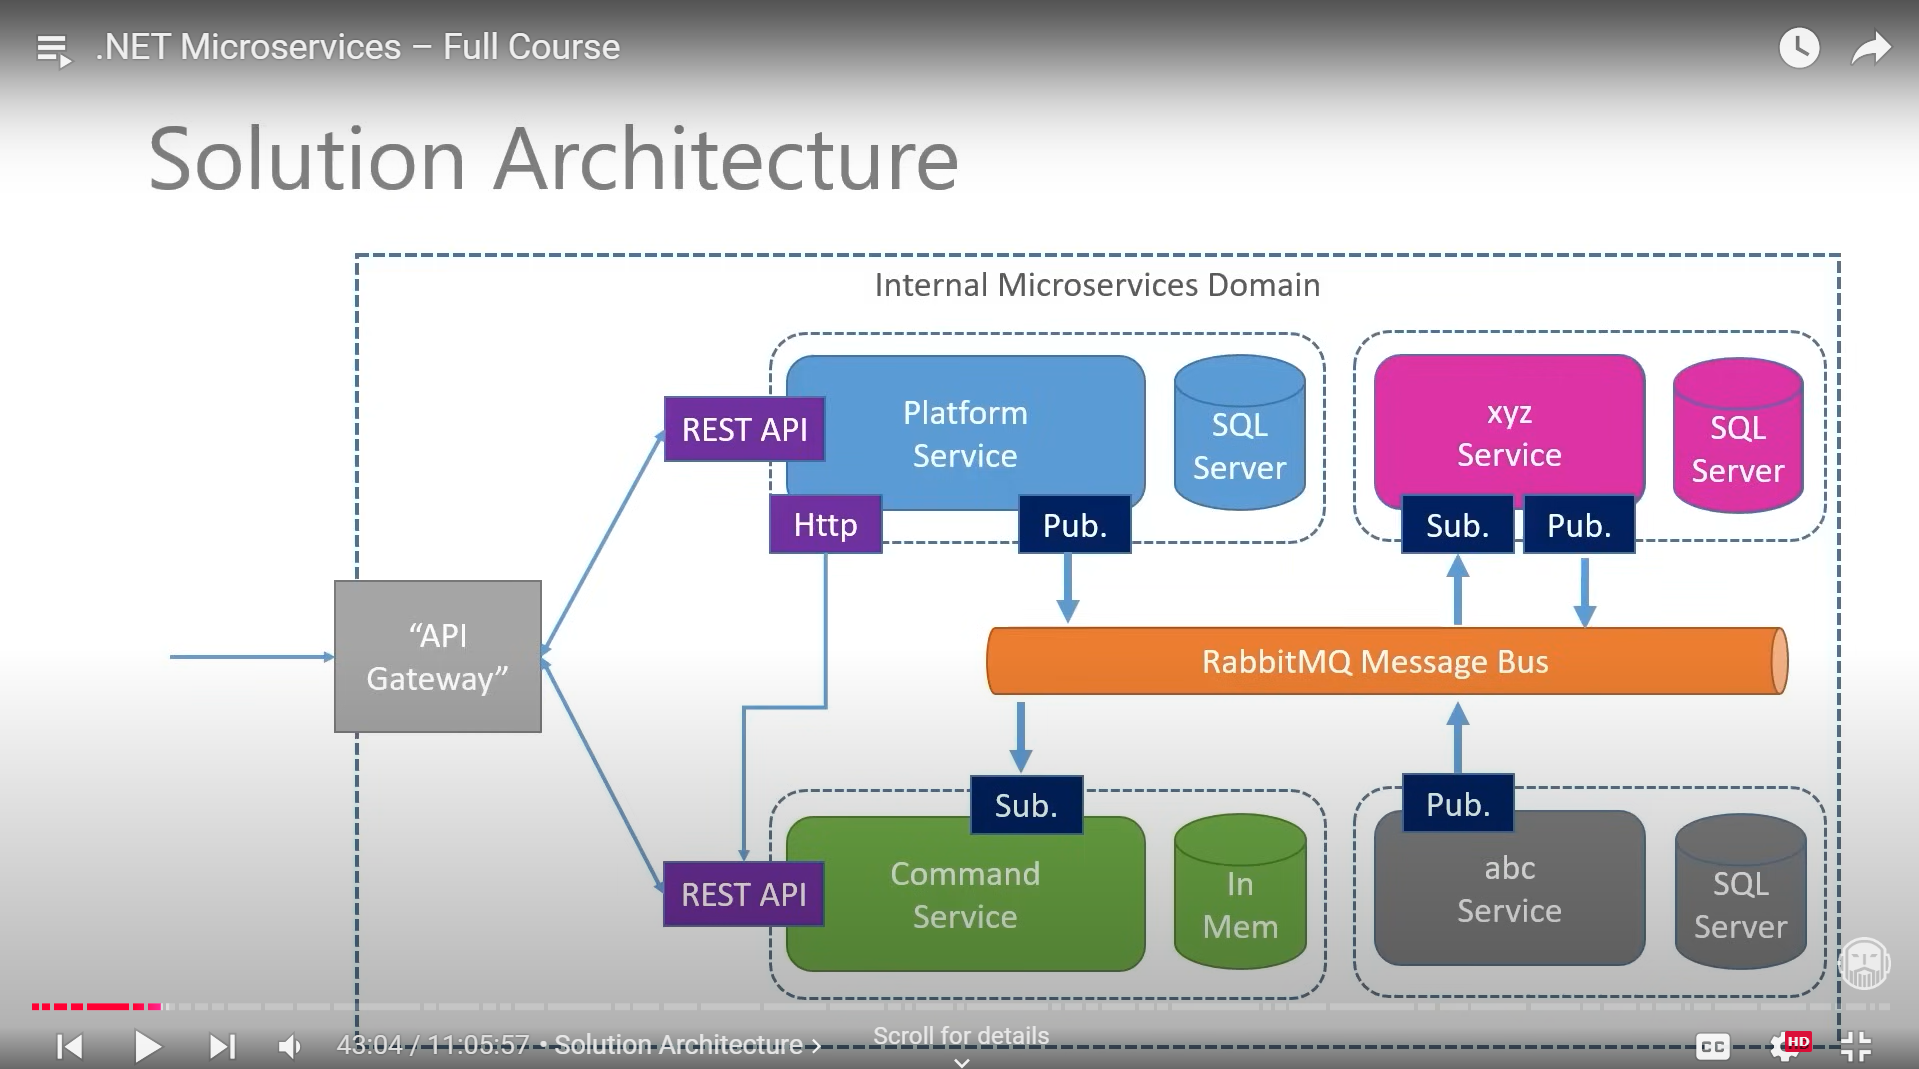 .NET Microservices – Full Course
Solution Architecture
Internal Microservices Domain
REST API
Platform
Service
SQL
Server
Http
Pub.
xyz
Service
SQL
Server
Sub.
Pub.
“API
Gateway”
RabbitMQ Message Bus
Sub.
Pub.
REST API
Command
Service
In
Mem
abc
Service
SQL
Server
43:04 / 11:05:57 • Solution Architecture >
Scroll for details
CC
HD